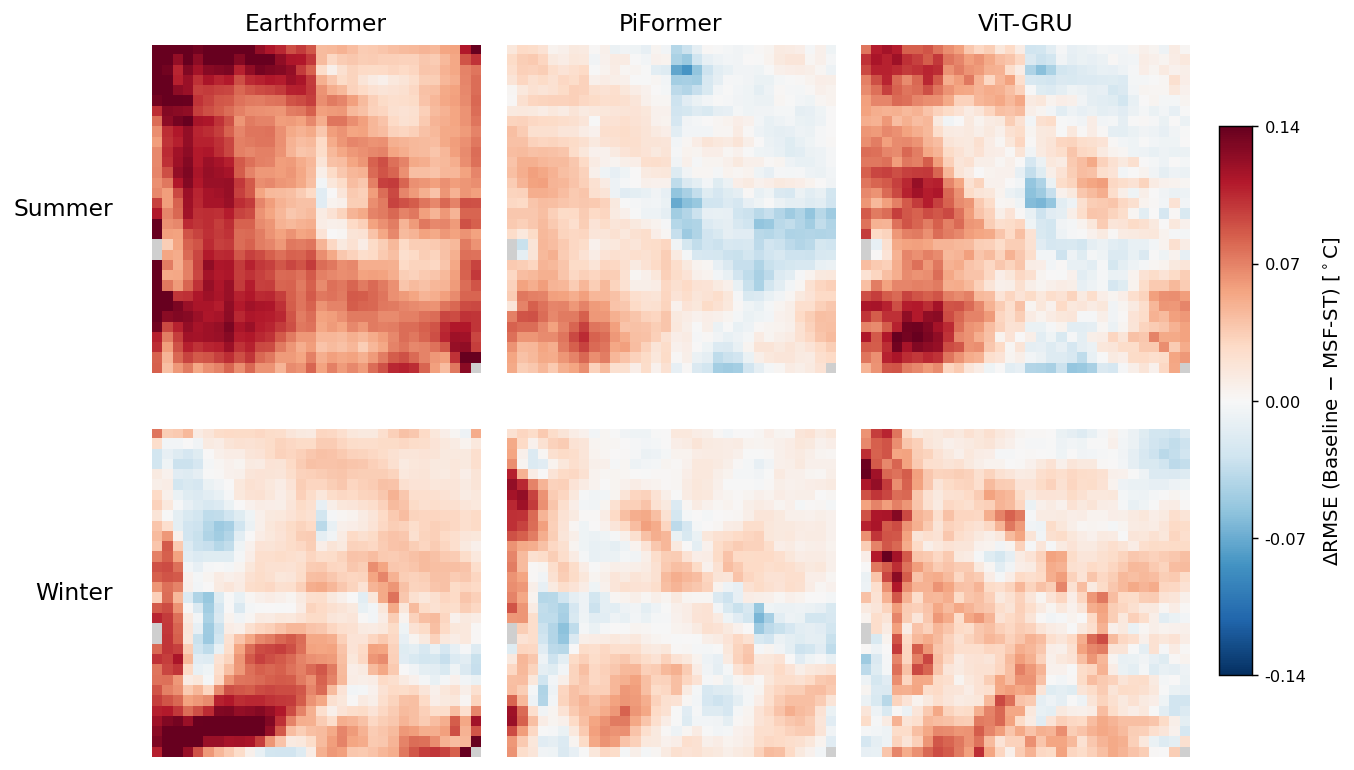 Earthformer PiFormer ViT-GRU
Summer
Winter
0.14
0.07
0.00
-0.07
-0.14
ΔRMSE (Baseline − MSF-ST) [∘C]